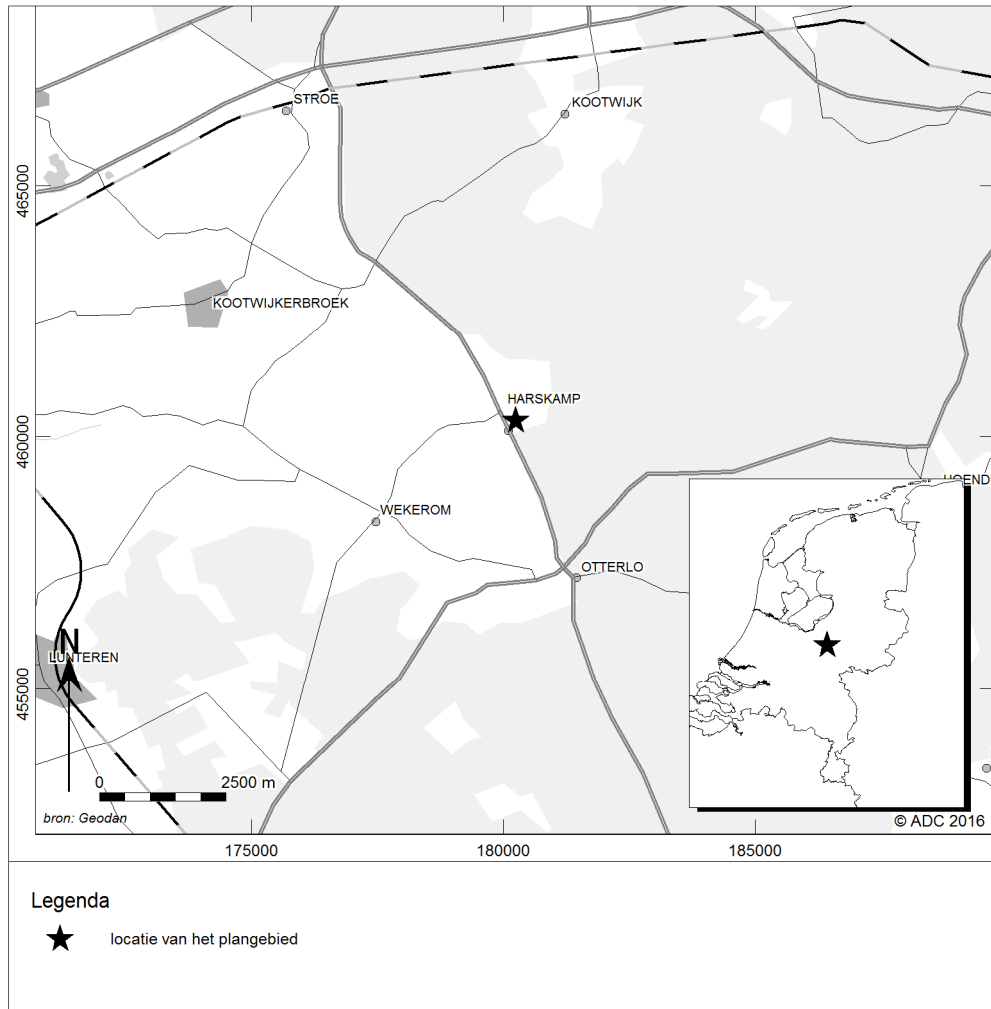 STROE
KOOTWIJK
465000
KOOTWIJKERBROEK
HARSKAMP
460000
HOEND
WEKEROM
OTTERLO
N
LUNTEREN
455000
0 2500 m
bron: Geodan
© ADC 2016
175000 180000 185000
Legenda
locatie van het plangebied